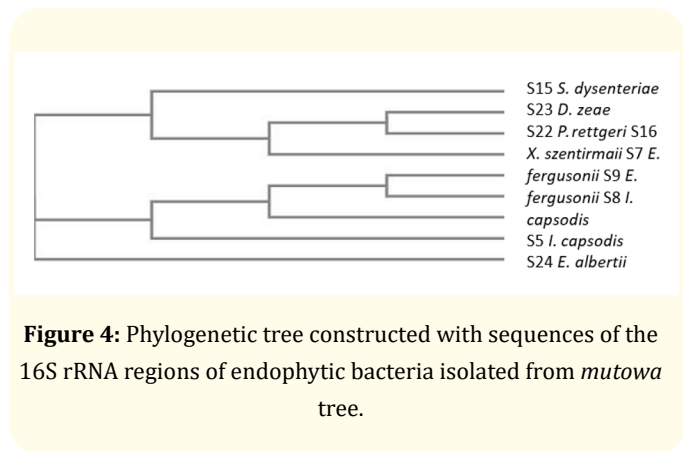 S15 S. dysenteriae
S23 D. zeae
S22 P. rettgeri S16
X. szentirmaii S7 E.
fergusonii S9 E.
fergusonii S8 I.
capsodis
S5 I. capsodis
S24 E. albertii
Figure 4: Phylogenetic tree constructed with sequences of the
16S rRNA regions of endophytic bacteria isolated from mutowa
tree.